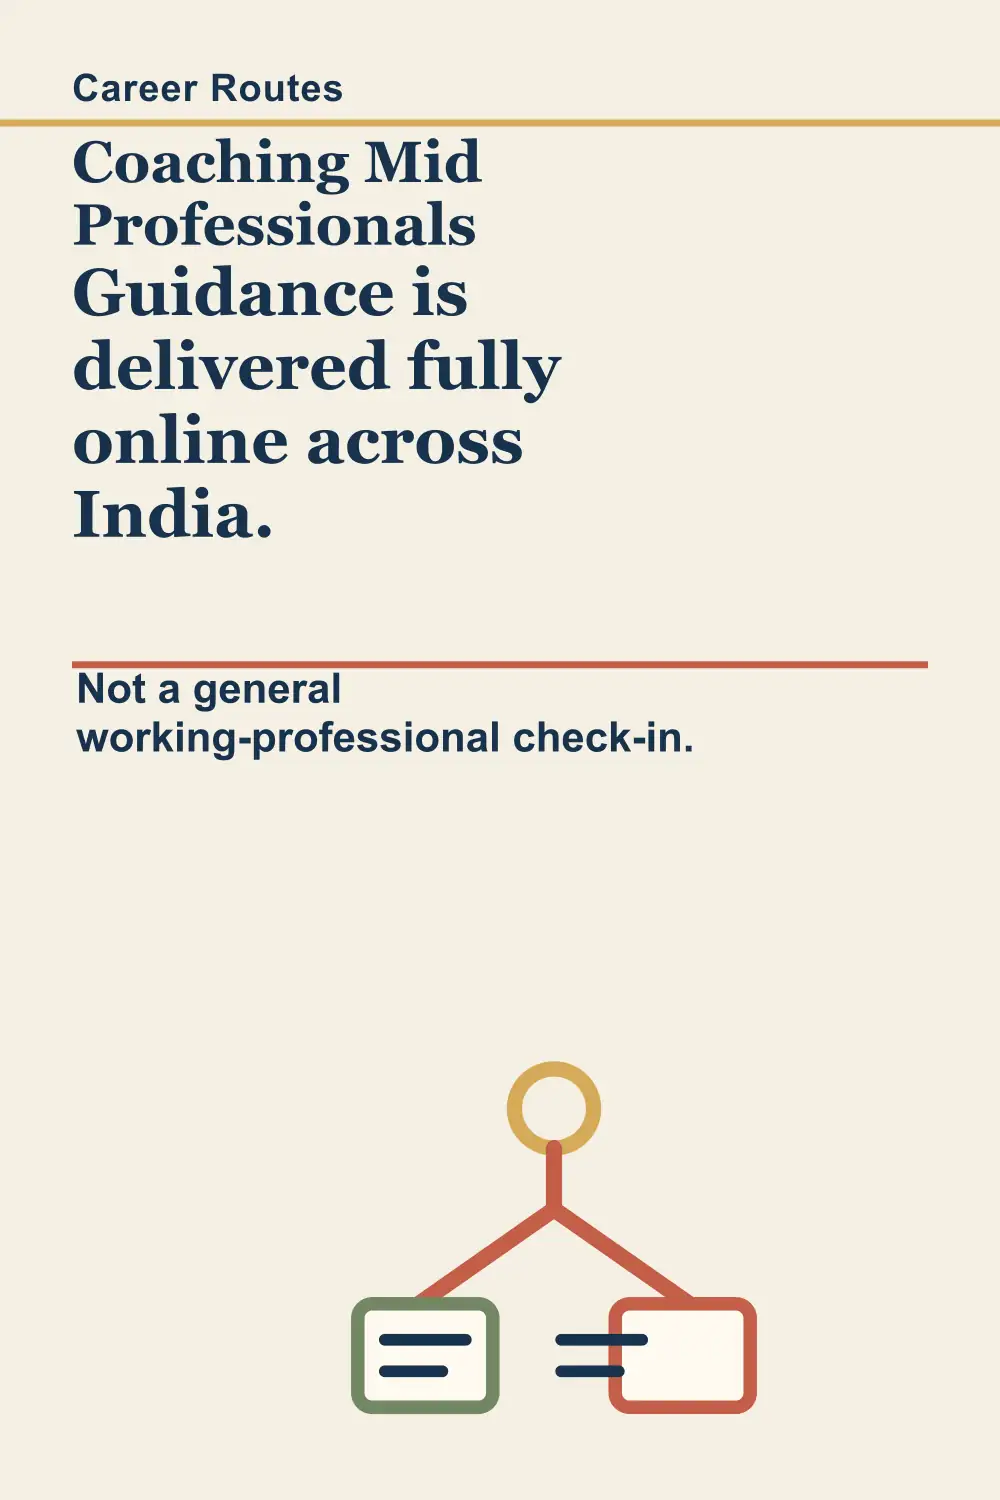 Career Routes
Coaching Mid
Professionals
Guidance is
delivered fully
online across
India.
Not a general
working-professional check-in.